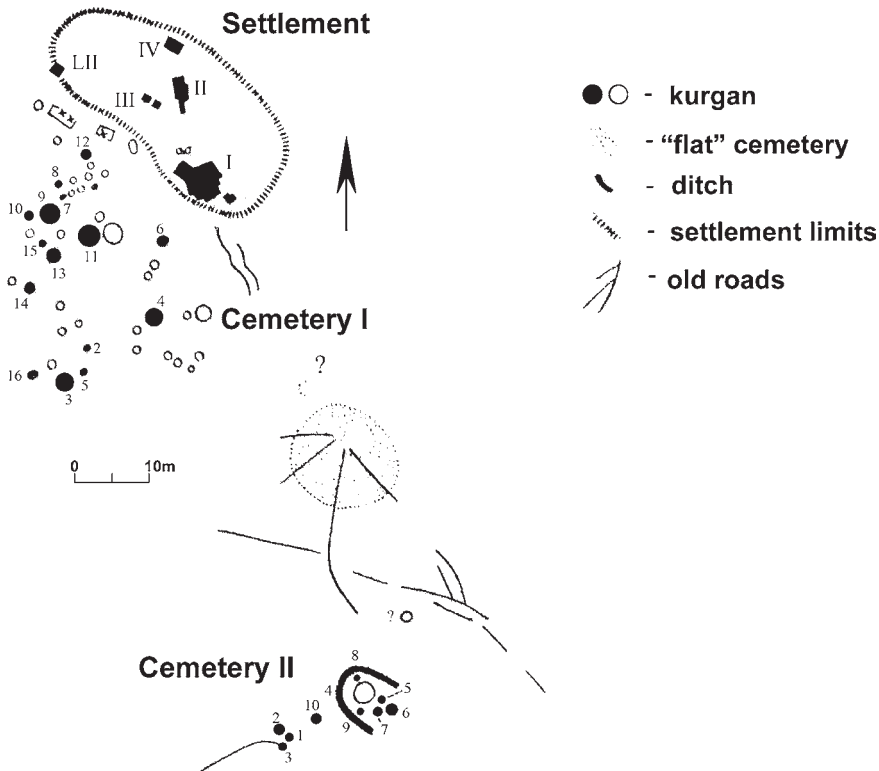 Settlement
IV
LII
II
III
I
12
8
9
7
10
11
6
15
13
14
4
Cemetery I
2
16
5
3
?
0 10m
?
Cemetery II
8
4
5
10
6
2
9
7
1
3
- kurgan
- “flat” cemetery
- ditch
- settlement limits
- old roads